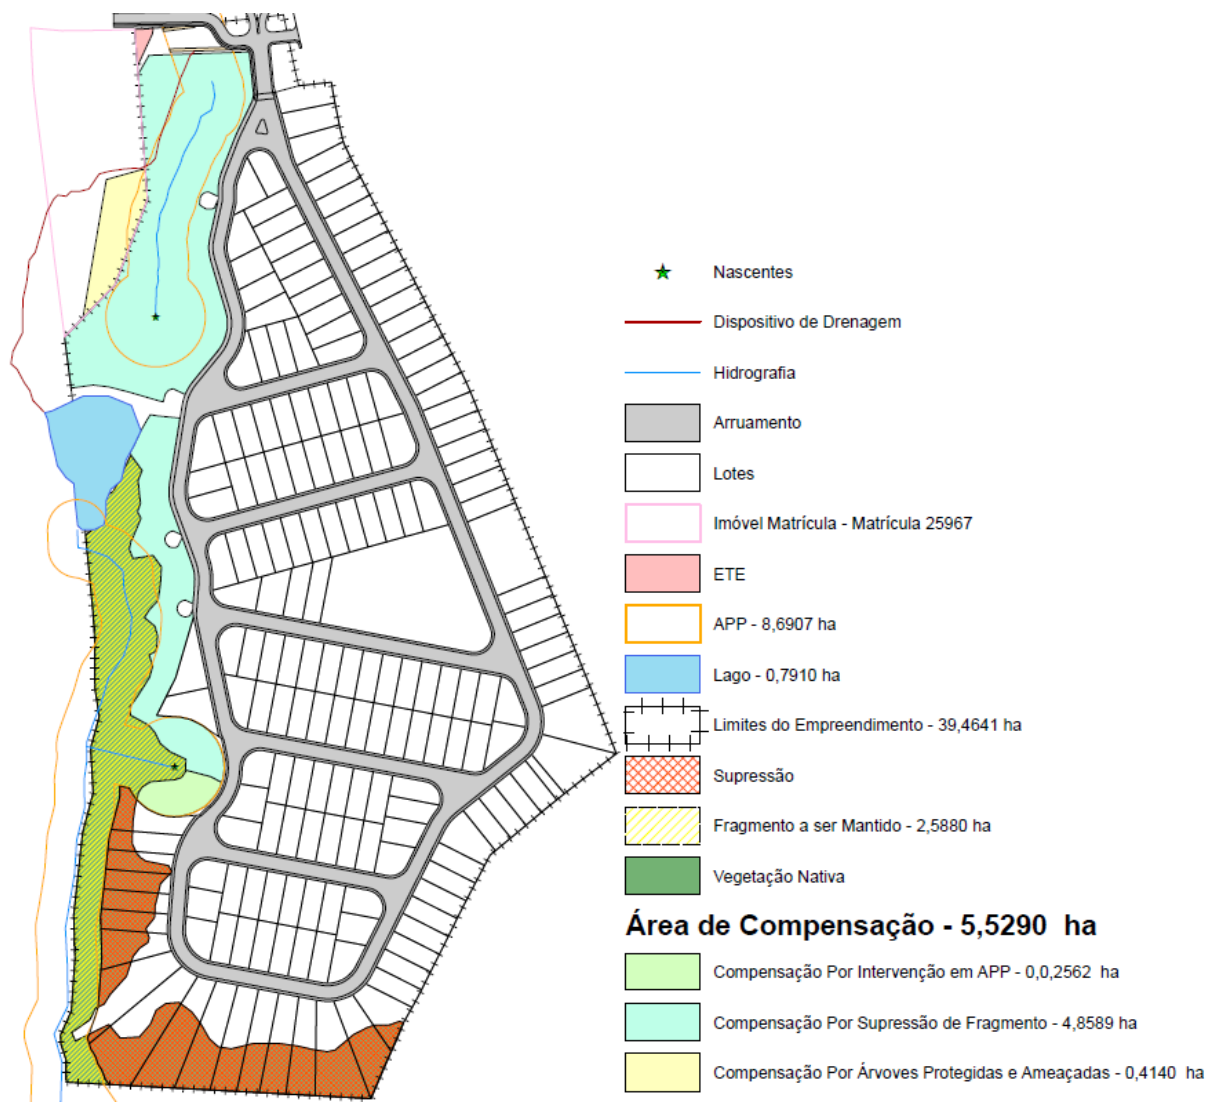 Nascentes
Dispositivo de Drenagem
Hidrografia
Arruamento
Lotes
Imóvel Matrícula - Matrícula 25967
ETE
APP - 8,6907 ha
Lago - 0,7910 ha
Limites do Empreendimento - 39,4641 ha
Supressão
Fragmento a ser Mantido - 2,5880 ha
Vegetação Nativa
Área de Compensação - 5,5290 ha
Compensação Por Intervenção em APP - 0,0,2562 ha
Compensação Por Supressão de Fragmento - 4,8589 ha
Compensação Por Árvoves Protegidas e Ameaçadas - 0,4140 ha